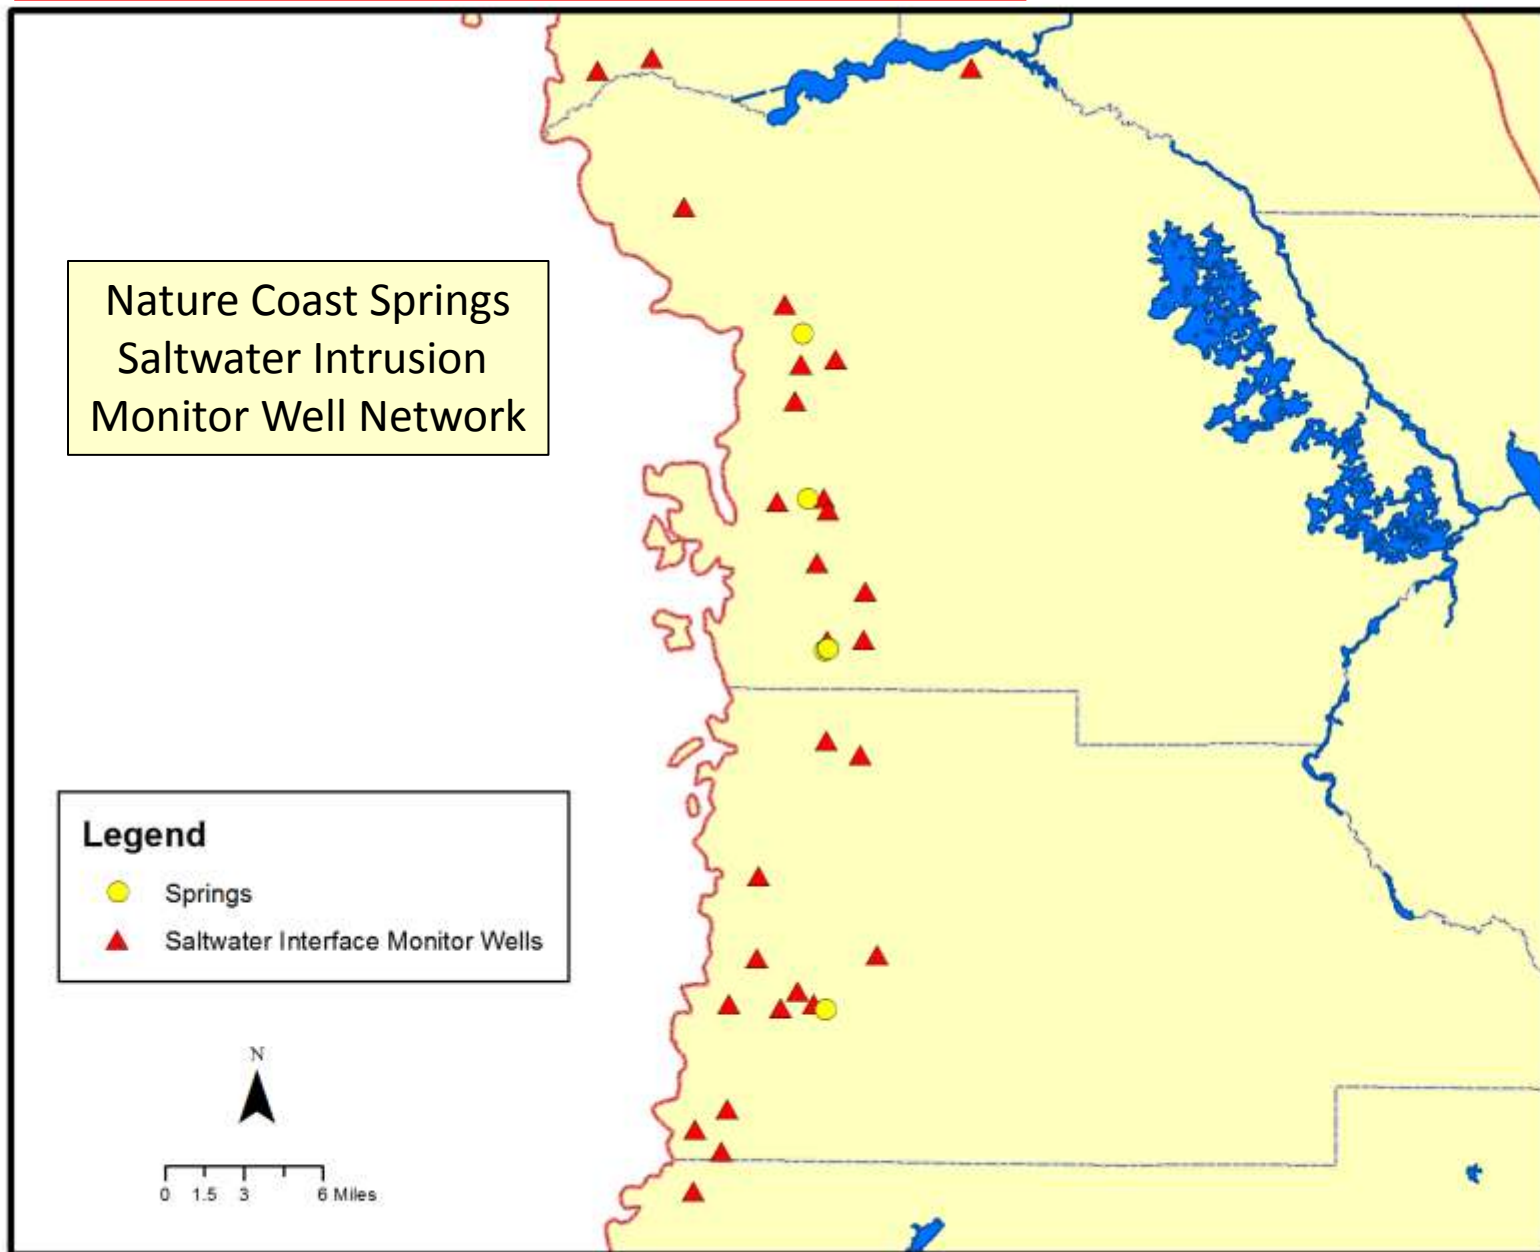 Nature Coast Springs
Saltwater Intrusion
Monitor Well Network
Legend
Springs
Saltwater Interface Monitor Wells
N
0 1.5 3 6 Miles